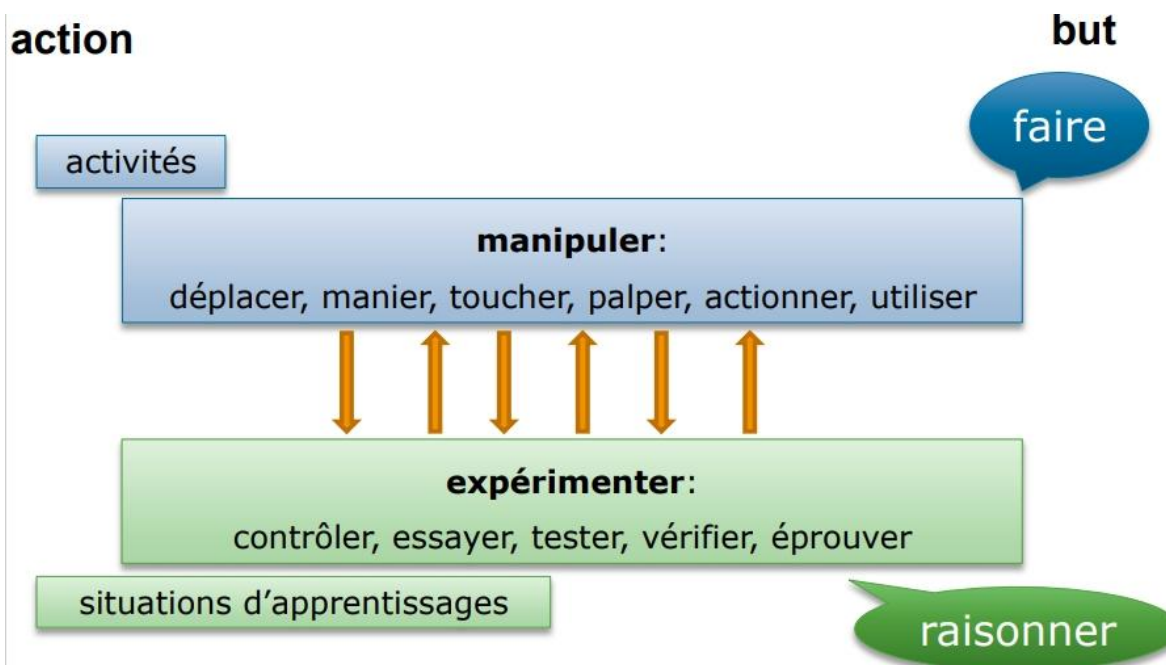 action
but
faire
activités
manipuler:
déplacer, manier, toucher, palper, actionner, utiliser
expérimenter:
contrôler, essayer, tester, vérifier, éprouver
situations d’apprentissages
raisonner